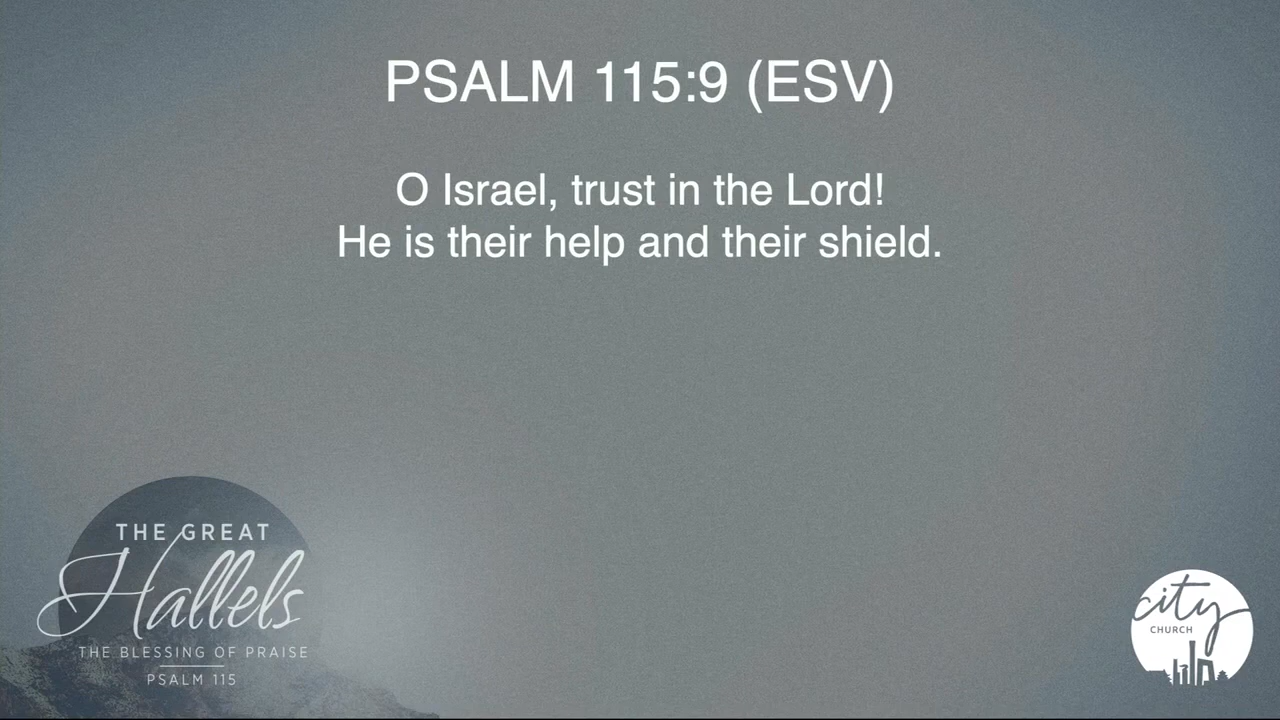 PSALM 115:9 (ESV)
O Israel, trust in the Lord!
He is their help and their shield.
THE GREAT
Hallels
THE BLESSING OF PRAISE
PSALM 115
city
CHURCH